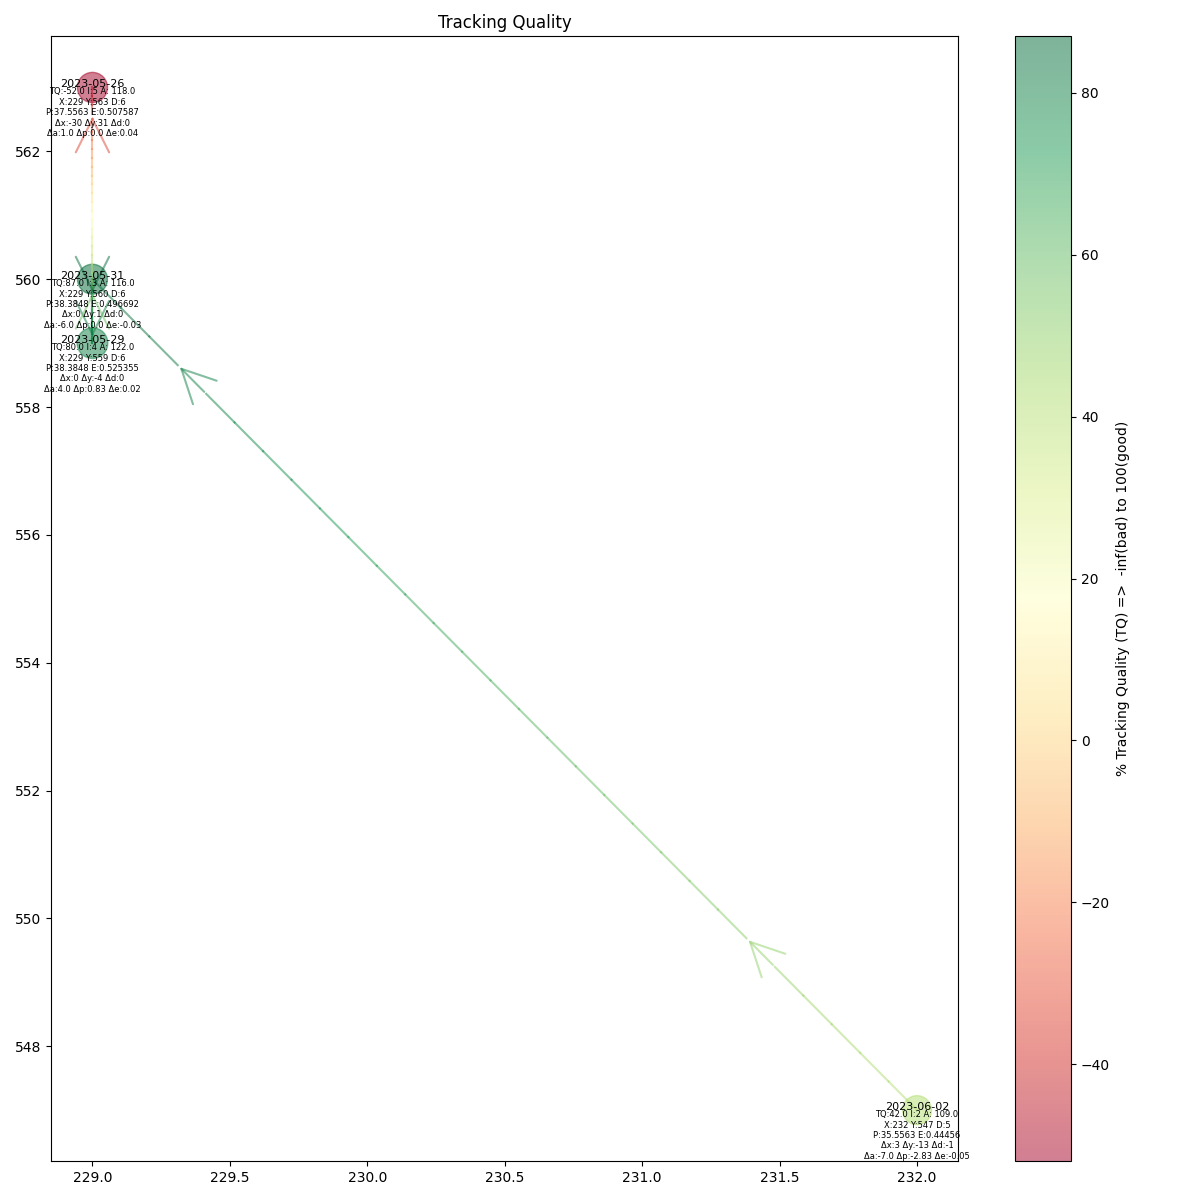 Tracking Quality
2023-05-26
TQ:-52.0 I:5 A: 118.0
X:229 Y:563 D:6
P:37.5563 E:0.507587
Δx:-30 Δy:31 Δd:0
Δa:1.0 Δp:0.0 Δe:0.04
2023-05-31
TQ:87.0 I:3 A: 116.0
X:229 Y:560 D:6
P:38.3848 E:0.496692
Δx:0 Δy:1 Δd:0
Δa:-6.0 Δp:0.0 Δe:-0.03
2023-05-29
TQ:80.0 I:4 A: 122.0
X:229 Y:559 D:6
P:38.3848 E:0.525355
Δx:0 Δy:-4 Δd:0
Δa:4.0 Δp:0.83 Δe:0.02
2023-06-02
TQ:42.0 I:2 A: 109.0
X:232 Y:547 D:5
P:35.5563 E:0.44456
Δx:3 Δy:-13 Δd:-1
Δa:-7.0 Δp:-2.83 Δe:-0.05
562
560
558
556
554
552
550
548
229.0
229.5
230.0
230.5
231.0
231.5
232.0
80
60
40
20
0
−20
−40
% Tracking Quality (TQ) => -inf(bad) to 100(good)